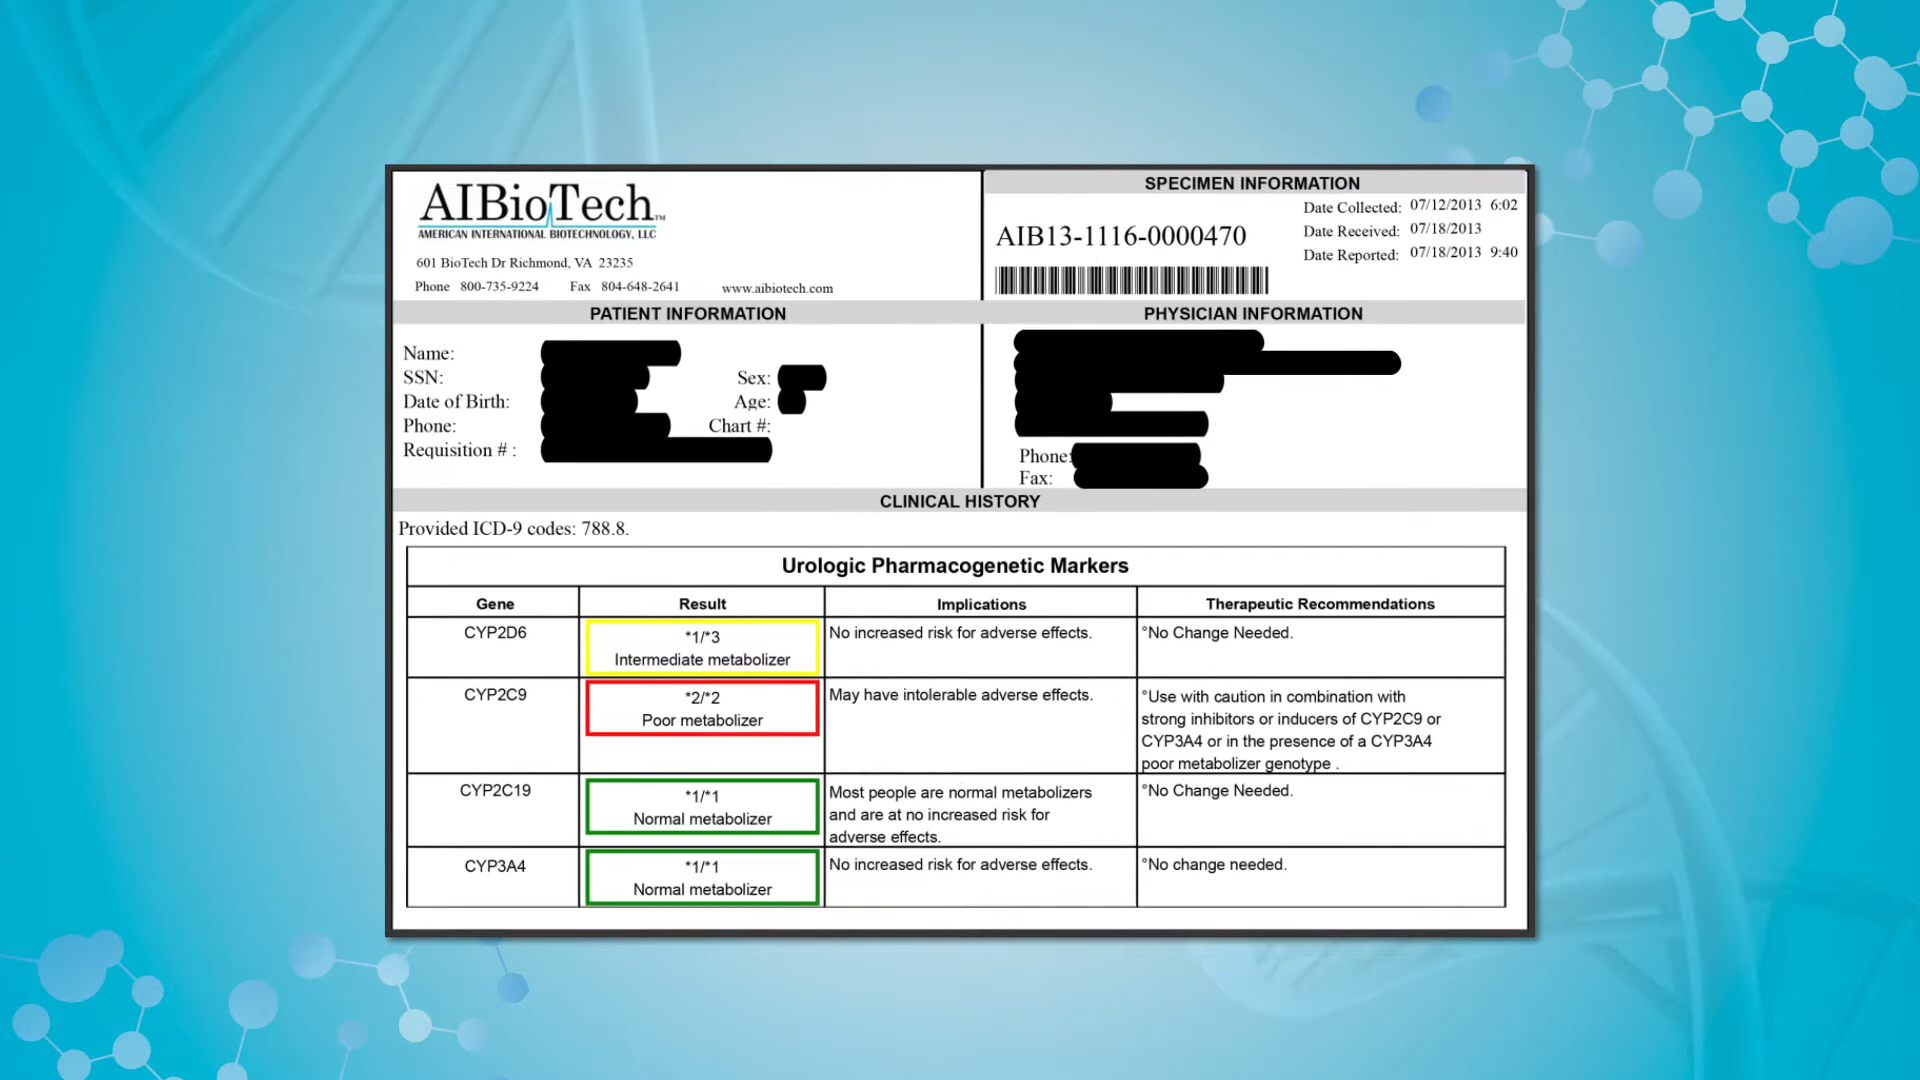 AIBioTech™
AMERICAN INTERNATIONAL BIOTECHNOLOGY, LLC
601 BioTech Dr Richmond, VA 23235
Phone 800-735-9224 Fax 804-648-2641 www.aibiotech.com
SPECIMEN INFORMATION
AIB13-1116-0000470
Date Collected: 07/12/2013 6:02
Date Received: 07/18/2013
Date Reported: 07/18/2013 9:40
PATIENT INFORMATION
Name:
SSN:
Sex:
Date of Birth:
Age:
Phone:
Chart #:
Requisition # :
PHYSICIAN INFORMATION
Phone:
Fax:
CLINICAL HISTORY
Provided ICD-9 codes: 788.8.
Urologic Pharmacogenetic Markers
Gene Result Implications Therapeutic Recommendations
CYP2D6
*1/*3
Intermediate metabolizer
No increased risk for adverse effects.
°No Change Needed.
CYP2C9
*2/*2
Poor metabolizer
May have intolerable adverse effects.
°Use with caution in combination with
strong inhibitors or inducers of CYP2C9 or
CYP3A4 or in the presence of a CYP3A4
poor metabolizer genotype .
CYP2C19
*1/*1
Normal metabolizer
Most people are normal metabolizers
and are at no increased risk for
adverse effects.
°No Change Needed.
CYP3A4
*1/*1
Normal metabolizer
No increased risk for adverse effects.
°No change needed.